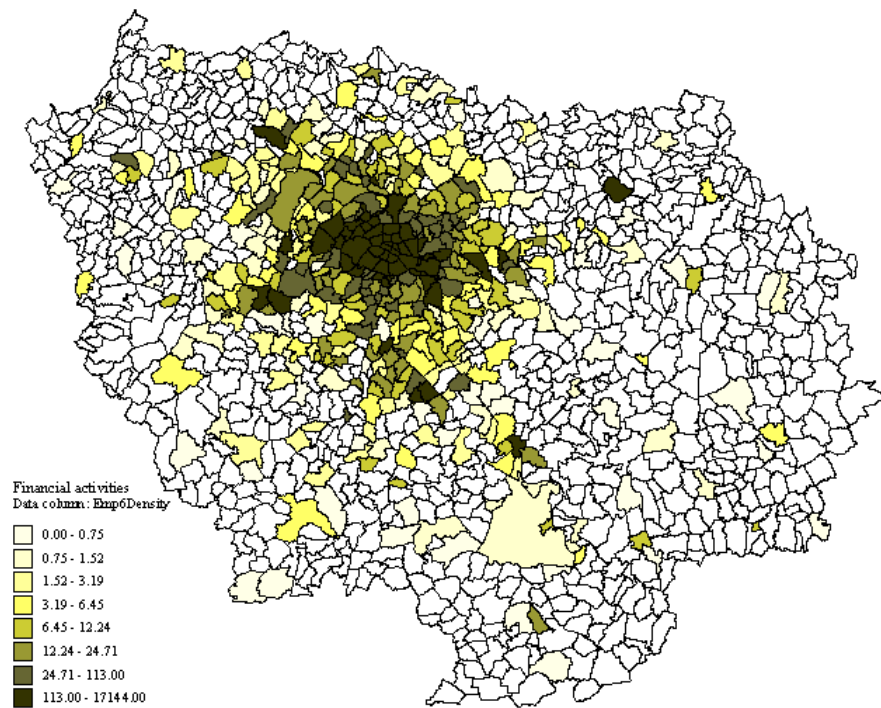 Financial activities
Data column: Emp6Density
0.00 - 0.75
0.75 - 1.52
1.52 - 3.19
3.19 - 6.45
6.45 - 12.24
12.24 - 24.71
24.71 - 113.00
113.00 - 17144.00